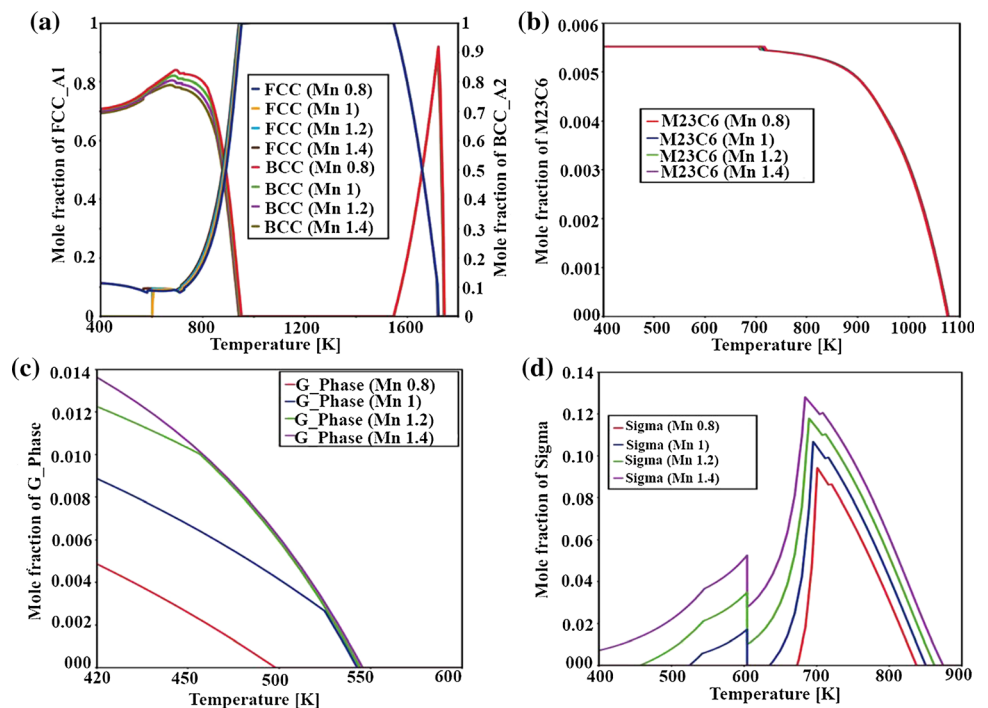 (a)
Mole fraction of FCC_A1
1
0.8
0.6
0.4
0.2
0
400
800
1200
1600
Temperature [K]
1
0.9
0.8
0.7
0.6
0.5
0.4
0.3
0.2
0.1
0
Mole fraction of BCC_A2
FCC (Mn 0.8)
FCC (Mn 1)
FCC (Mn 1.2)
FCC (Mn 1.4)
BCC (Mn 0.8)
BCC (Mn 1)
BCC (Mn 1.2)
BCC (Mn 1.4)
(b)
Mole fraction of M23C6
0.006
0.005
0.004
0.003
0.002
0.001
000
400
500
600
700
800
900
1000
1100
Temperature [K]
M23C6 (Mn 0.8)
M23C6 (Mn 1)
M23C6 (Mn 1.2)
M23C6 (Mn 1.4)
(c)
Mole fraction of G_Phase
0.014
0.012
0.010
0.008
0.006
0.004
0.002
000
420
450
500
550
600
Temperature [K]
G_Phase (Mn 0.8)
G_Phase (Mn 1)
G_Phase (Mn 1.2)
G_Phase (Mn 1.4)
(d)
Mole fraction of Sigma
0.14
0.12
0.10
0.08
0.06
0.04
0.02
000
400
500
600
700
800
900
Temperature [K]
Sigma (Mn 0.8)
Sigma (Mn 1)
Sigma (Mn 1.2)
Sigma (Mn 1.4)